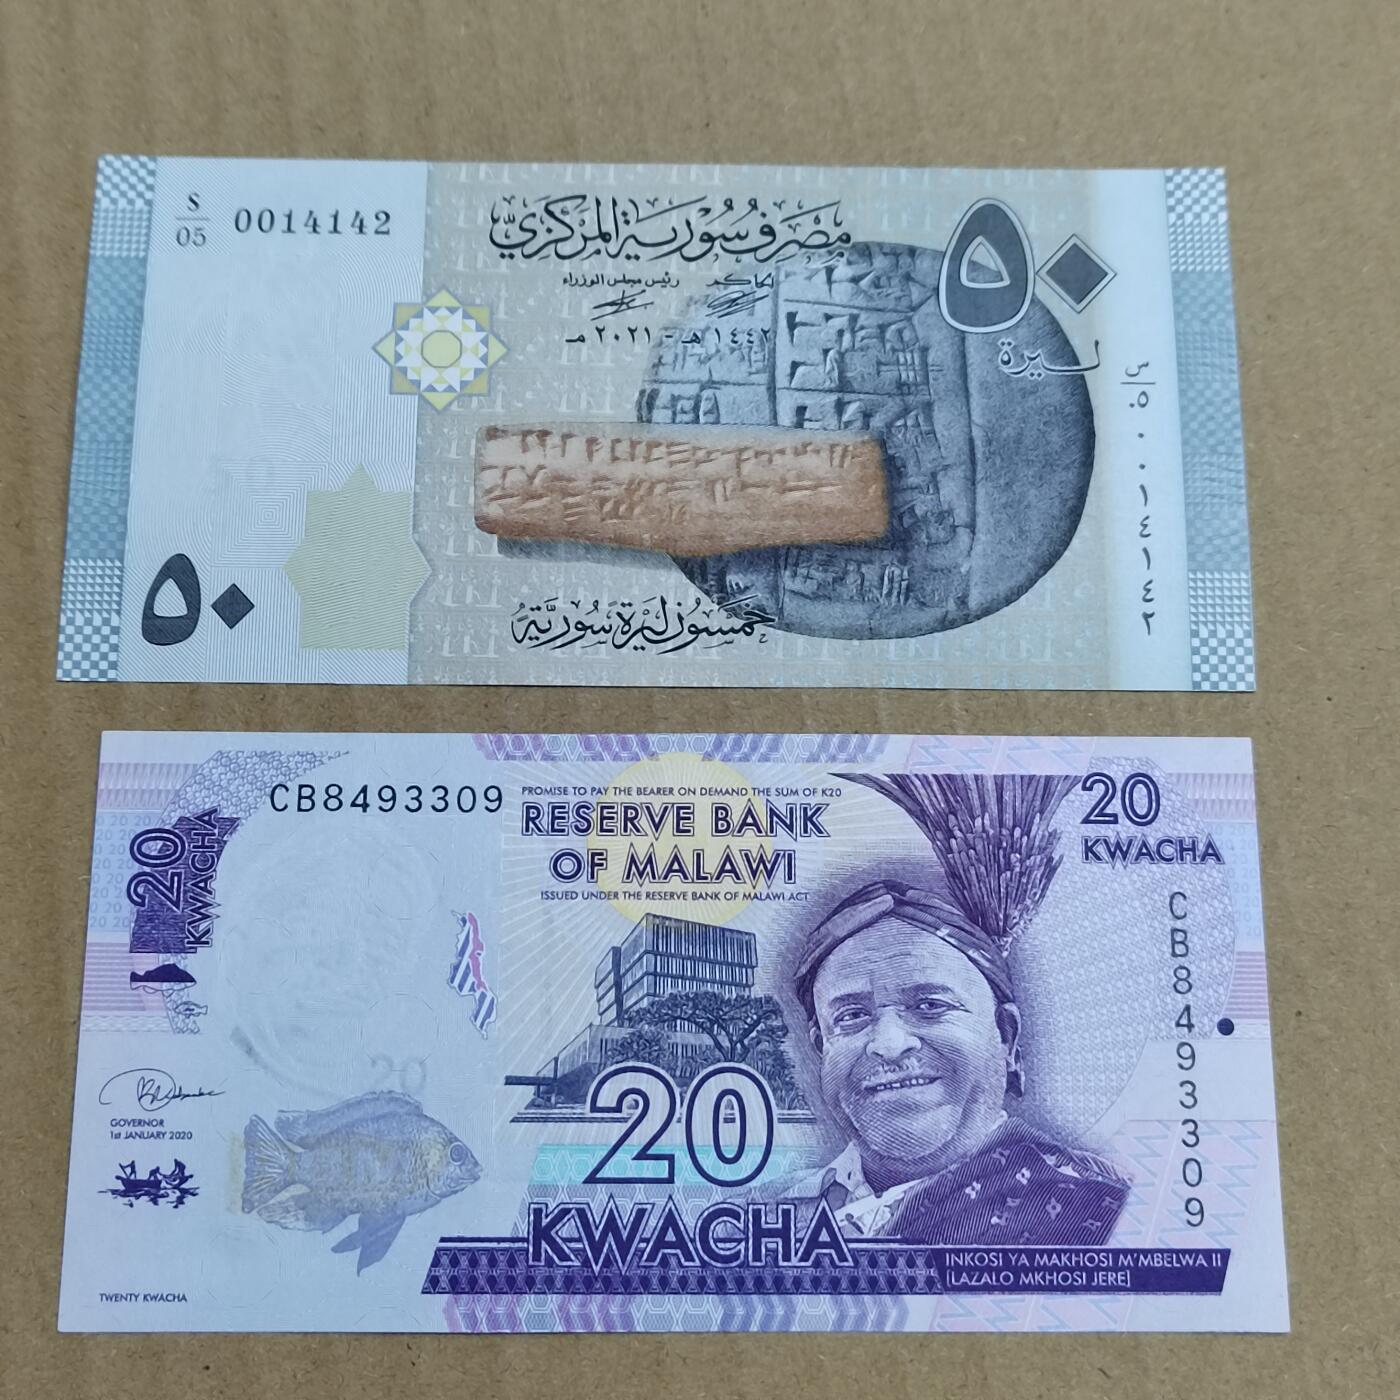 S/05 0014142
مصرف سورية المركزي
الحاكم رئيس مجلس الوزراء
١٤٤٢ هـ - ٢٠٢١ مـ
٥٠
ليرة
س/٠٥ ٠٠١٤١٤٢
٥٠
خمسون ليرة سورية
CB8493309
PROMISE TO PAY THE BEARER ON DEMAND THE SUM OF K20
RESERVE BANK
OF MALAWI
ISSUED UNDER THE RESERVE BANK OF MALAWI ACT
20
KWACHA
20
KWACHA
CB8493309
20
GOVERNOR
1st JANUARY 2020
20
KWACHA
INKOSI YA MAKHOSI M'MBELWA II
[LAZALO MKHOSI JERE]
TWENTY KWACHA